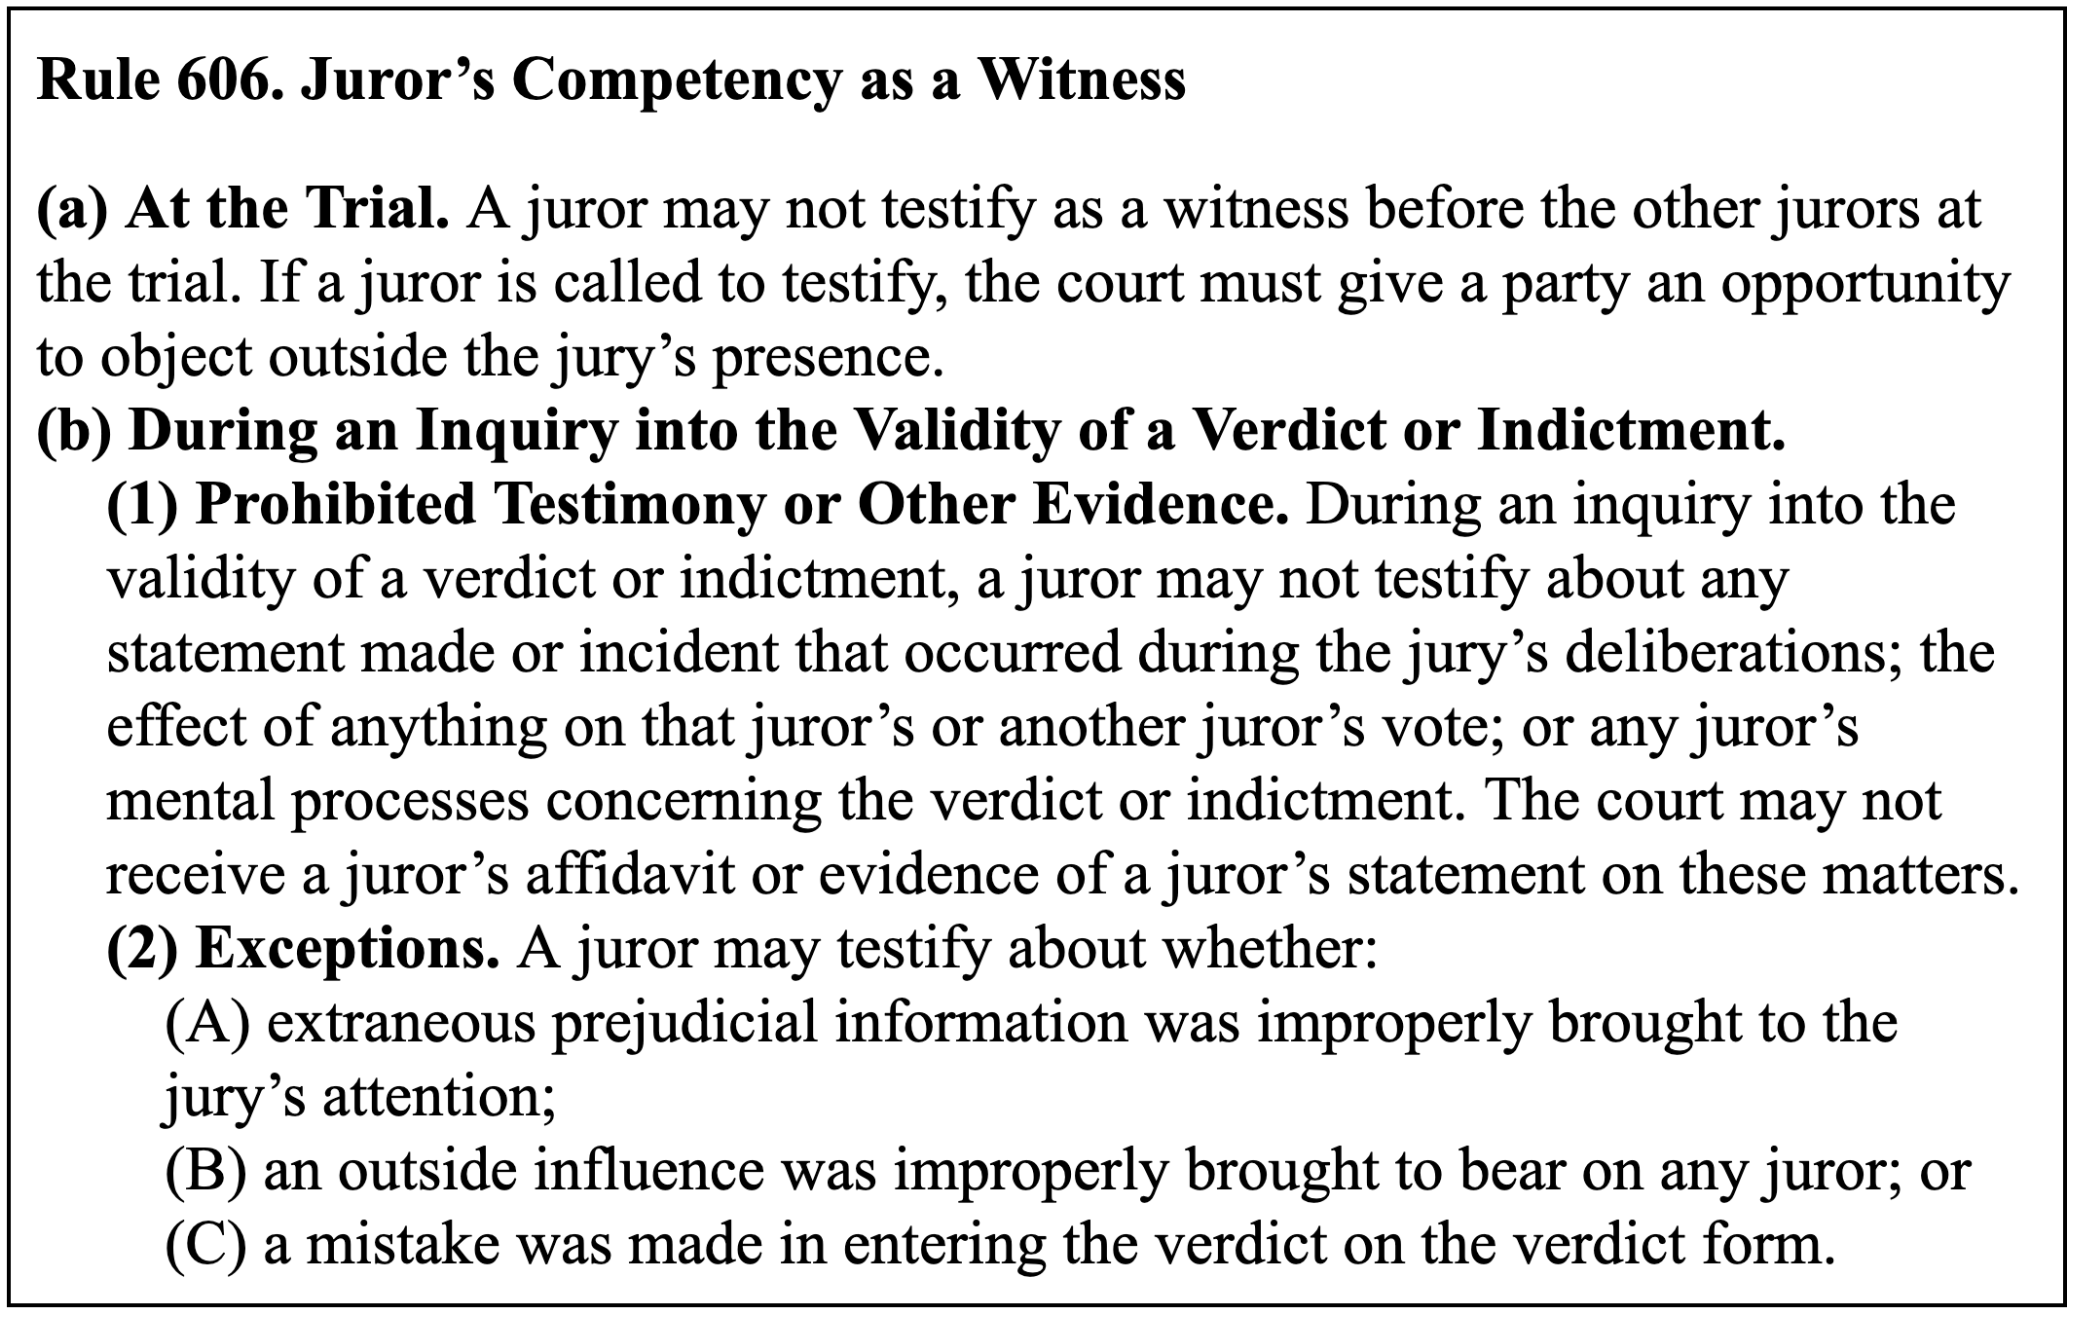 Rule 606. Juror’s Competency as a Witness
(a) At the Trial. A juror may not testify as a witness before the other jurors at
the trial. If a juror is called to testify, the court must give a party an opportunity
to object outside the jury’s presence.
(b) During an Inquiry into the Validity of a Verdict or Indictment.
(1) Prohibited Testimony or Other Evidence. During an inquiry into the
validity of a verdict or indictment, a juror may not testify about any
statement made or incident that occurred during the jury’s deliberations; the
effect of anything on that juror’s or another juror’s vote; or any juror’s
mental processes concerning the verdict or indictment. The court may not
receive a juror’s affidavit or evidence of a juror’s statement on these matters.
(2) Exceptions. A juror may testify about whether:
(A) extraneous prejudicial information was improperly brought to the
jury’s attention;
(B) an outside influence was improperly brought to bear on any juror; or
(C) a mistake was made in entering the verdict on the verdict form.